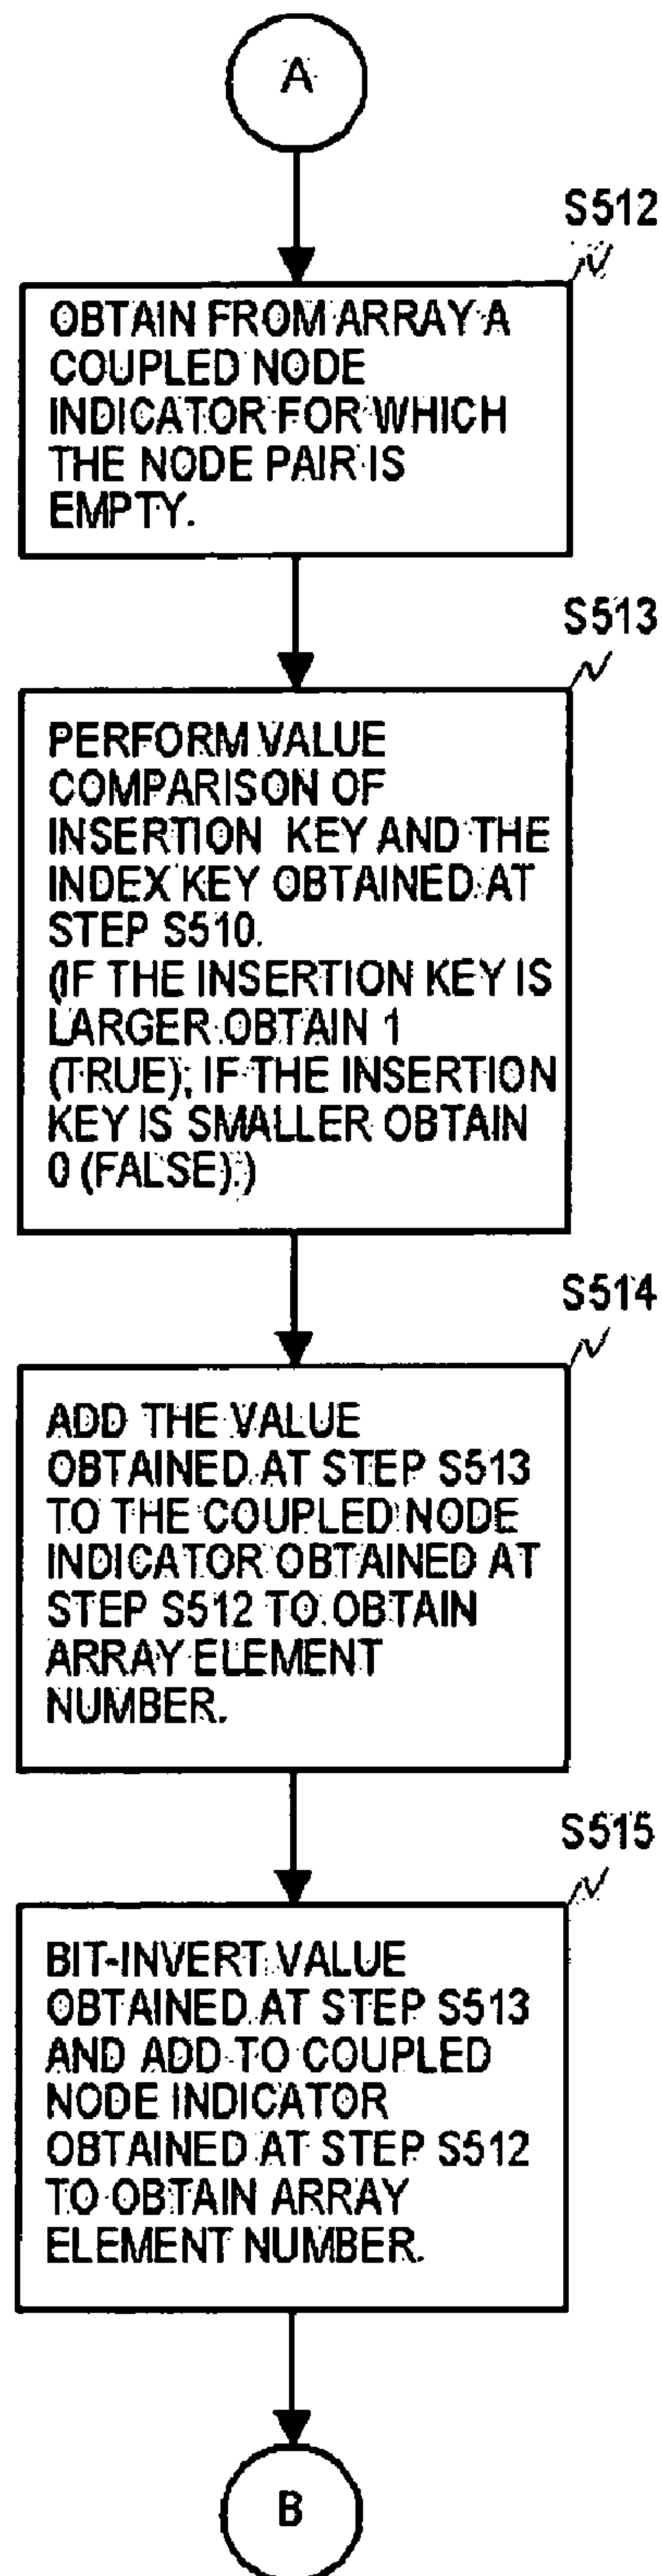 A
S512
OBTAIN FROM ARRAY A
COUPLED NODE
INDICATOR FOR WHICH
THE NODE PAIR IS
EMPTY.
S513
PERFORM VALUE
COMPARISON OF
INSERTION KEY AND THE
INDEX KEY OBTAINED AT
STEP S510.
(IF THE INSERTION KEY IS
LARGER OBTAIN 1
(TRUE); IF THE INSERTION
KEY IS SMALLER OBTAIN
0 (FALSE).)
S514
ADD THE VALUE
OBTAINED AT STEP S513
TO THE COUPLED NODE
INDICATOR OBTAINED AT
STEP S512 TO OBTAIN
ARRAY ELEMENT
NUMBER.
S515
BIT-INVERT VALUE
OBTAINED AT STEP S513
AND ADD TO COUPLED
NODE INDICATOR
OBTAINED AT STEP S512
TO OBTAIN ARRAY
ELEMENT NUMBER.
B